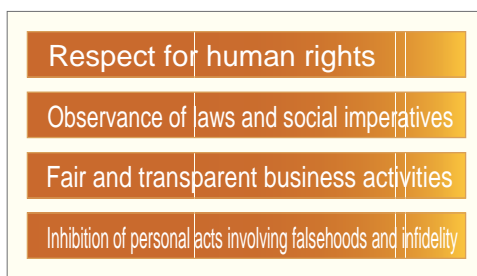 Respect for human rights
Observance of laws and social imperatives
Fair and transparent business activities
Inhibition of personal acts involving falsehoods and infidelity